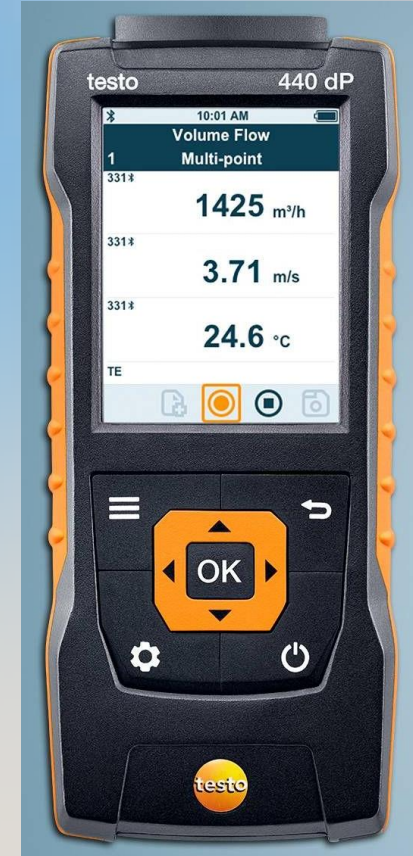 testo 440 dP
10:01 AM
Volume Flow
1 Multi-point
331
1425 m³/h
331
3.71 m/s
331
24.6 °C
TE
OK
testo